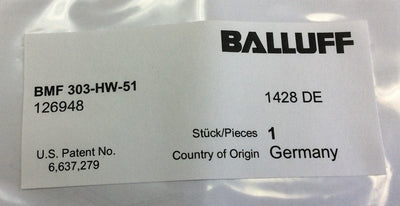 BALLUFF
BMF 303-HW-51
126948
1428 DE
Stück/Pieces 1
U.S. Patent No.
6,637,279
Country of Origin Germany